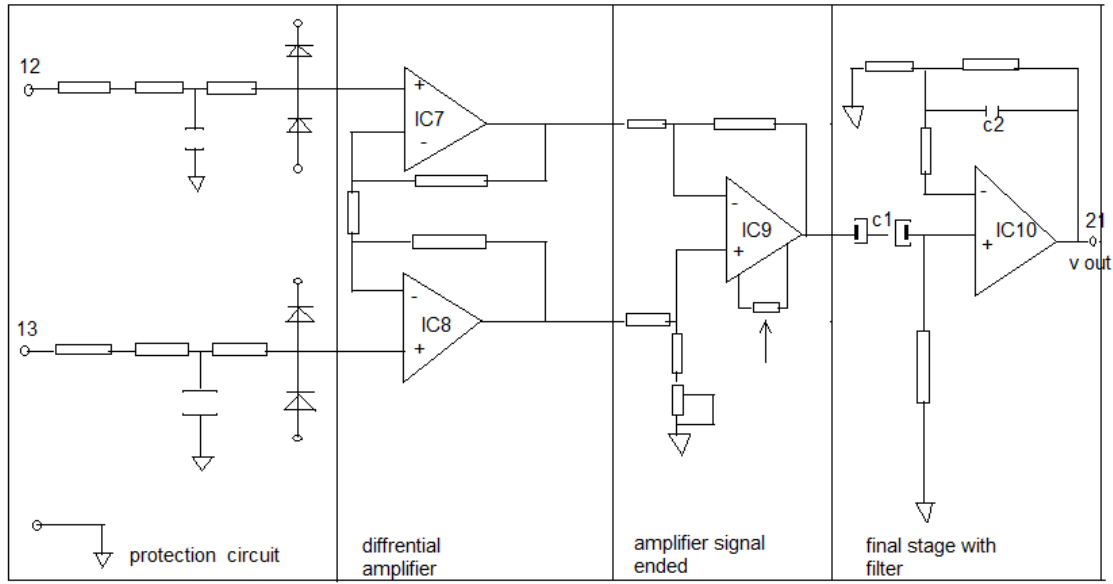 12
+
IC7
-
c2
-
IC9
+
c1
-
IC10
+
21
v out
13
-
IC8
+
protection circuit
diffrential
amplifier
amplifier signal
ended
final stage with
filter